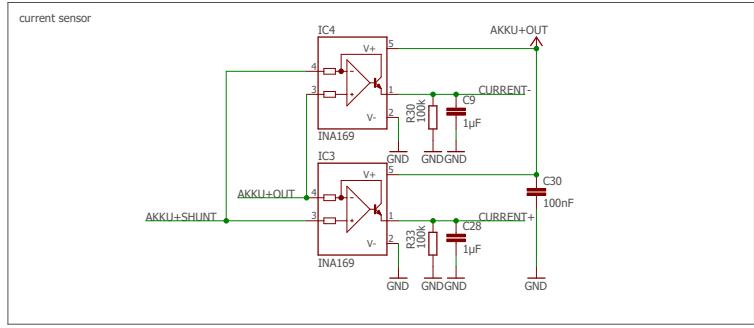 current sensor
IC4
AKKU+OUT
V+
5
4
3
1
CURRENT-
R30
100k
C9
1µF
V-
2
INA169
GND
GND
GND
IC3
V+
5
C30
100nF
AKKU+OUT
4
AKKU+SHUNT
3
1
CURRENT+
R33
100k
C28
1µF
V-
2
INA169
GND
GND
GND
GND